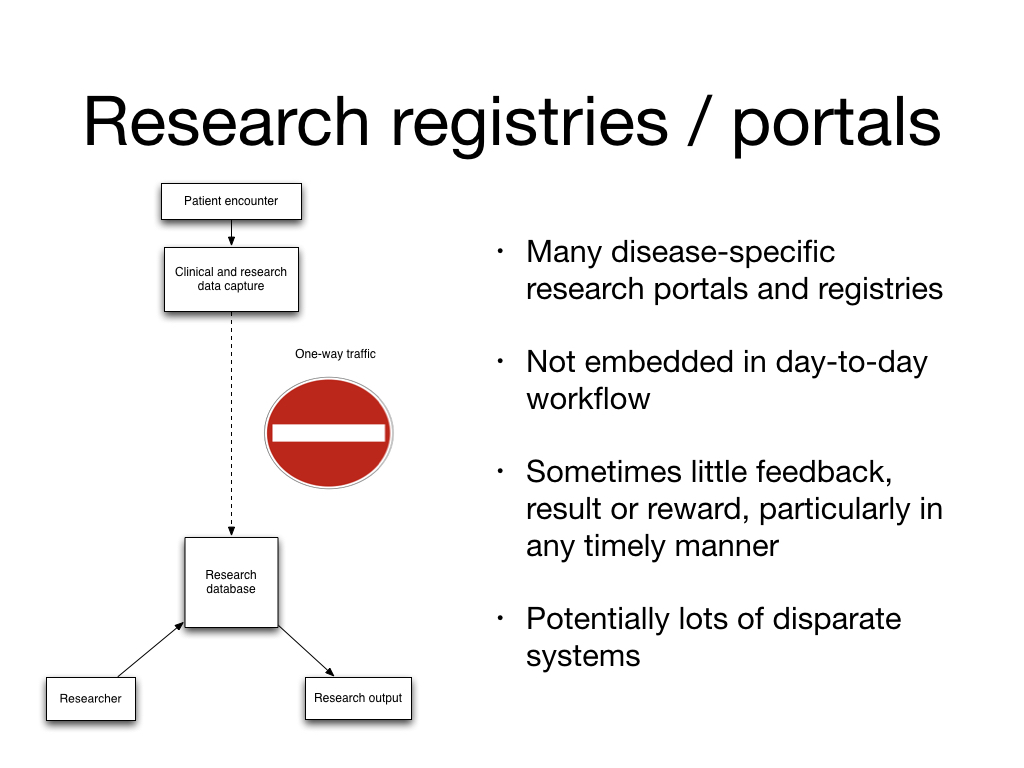 Research registries / portals
Patient encounter
Clinical and research
data capture
One-way traffic
Research
database
Researcher
Research output
• Many disease-specific
research portals and registries
• Not embedded in day-to-day
workflow
• Sometimes little feedback,
result or reward, particularly in
any timely manner
• Potentially lots of disparate
systems